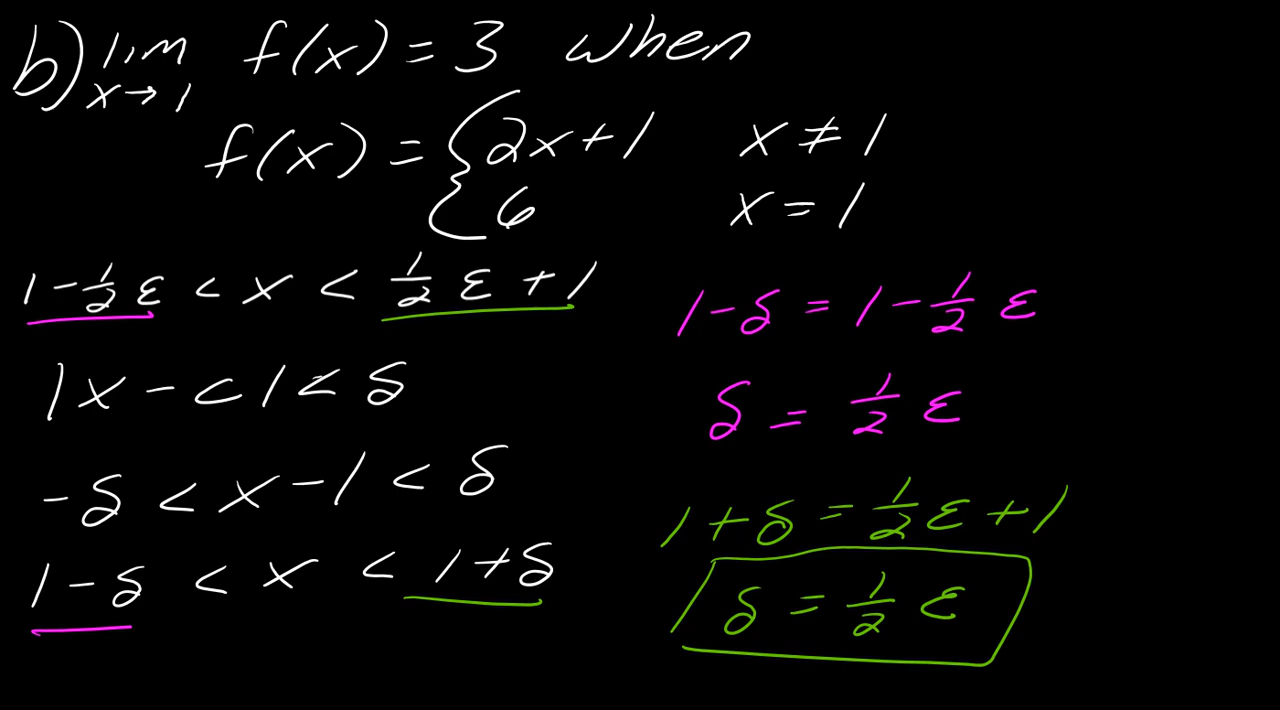 b) lim x→1 f(x) = 3 when
f(x) = { 2x+1 x ≠ 1
6 x = 1
1 - 1/2 ε < x < 1/2 ε + 1
|x - c| < δ
-δ < x - 1 < δ
1 - δ < x < 1 + δ
1 - δ = 1 - 1/2 ε
δ = 1/2 ε
1 + δ = 1/2 ε + 1
δ = 1/2 ε